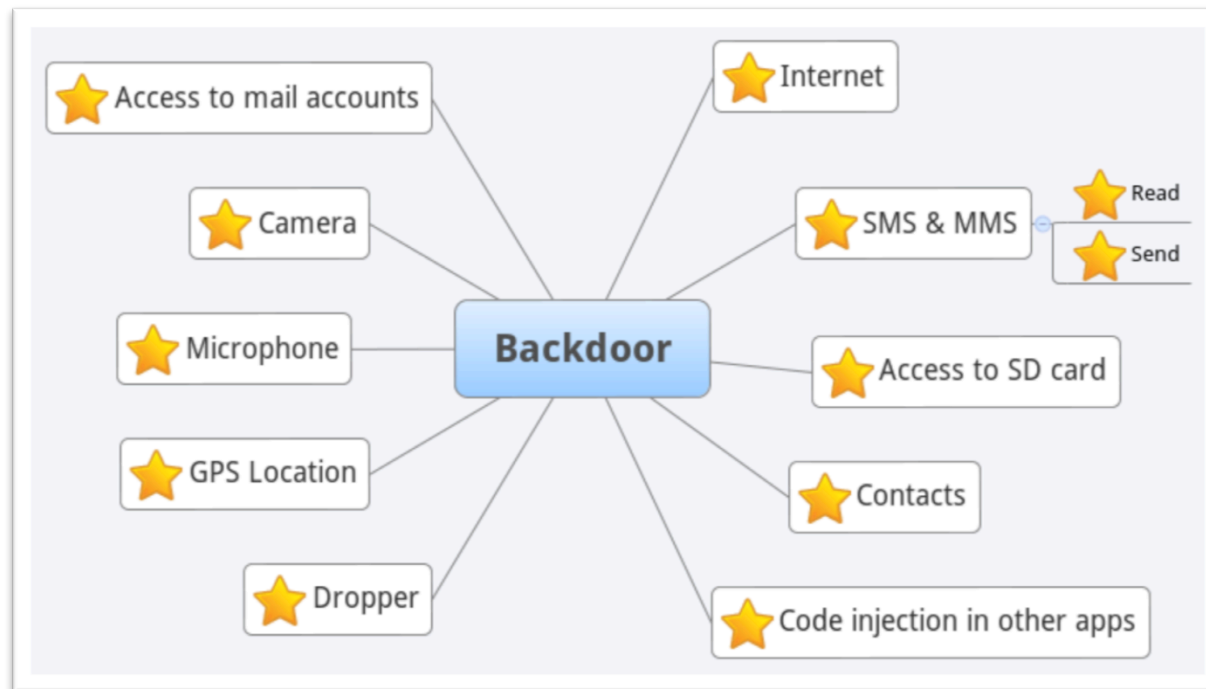 Access to mail accounts
Internet
Camera
SMS & MMS
Read
Send
Microphone
Backdoor
Access to SD card
GPS Location
Contacts
Dropper
Code injection in other apps